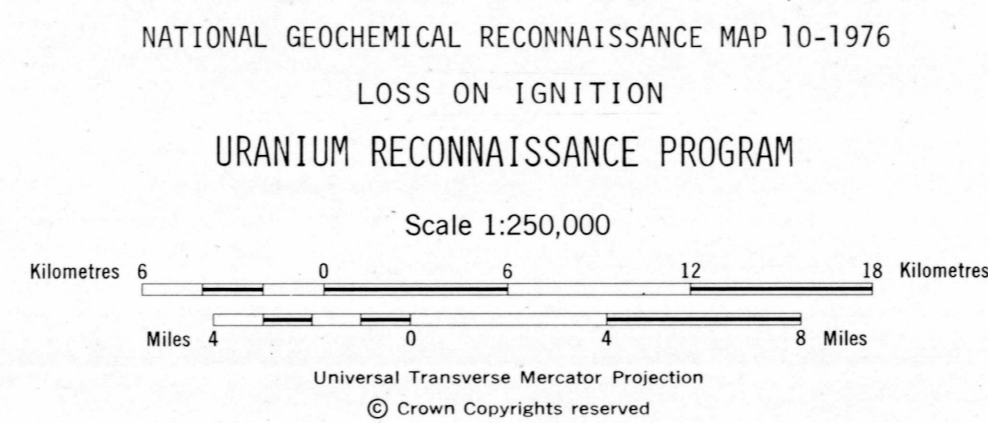 NATIONAL GEOCHEMICAL RECONNAISSANCE MAP 10-1976
LOSS ON IGNITION
URANIUM RECONNAISSANCE PROGRAM
Scale 1:250,000
Kilometres 6 0 6 12 18 Kilometres
Miles 4 0 4 8 Miles
Universal Transverse Mercator Projection
© Crown Copyrights reserved